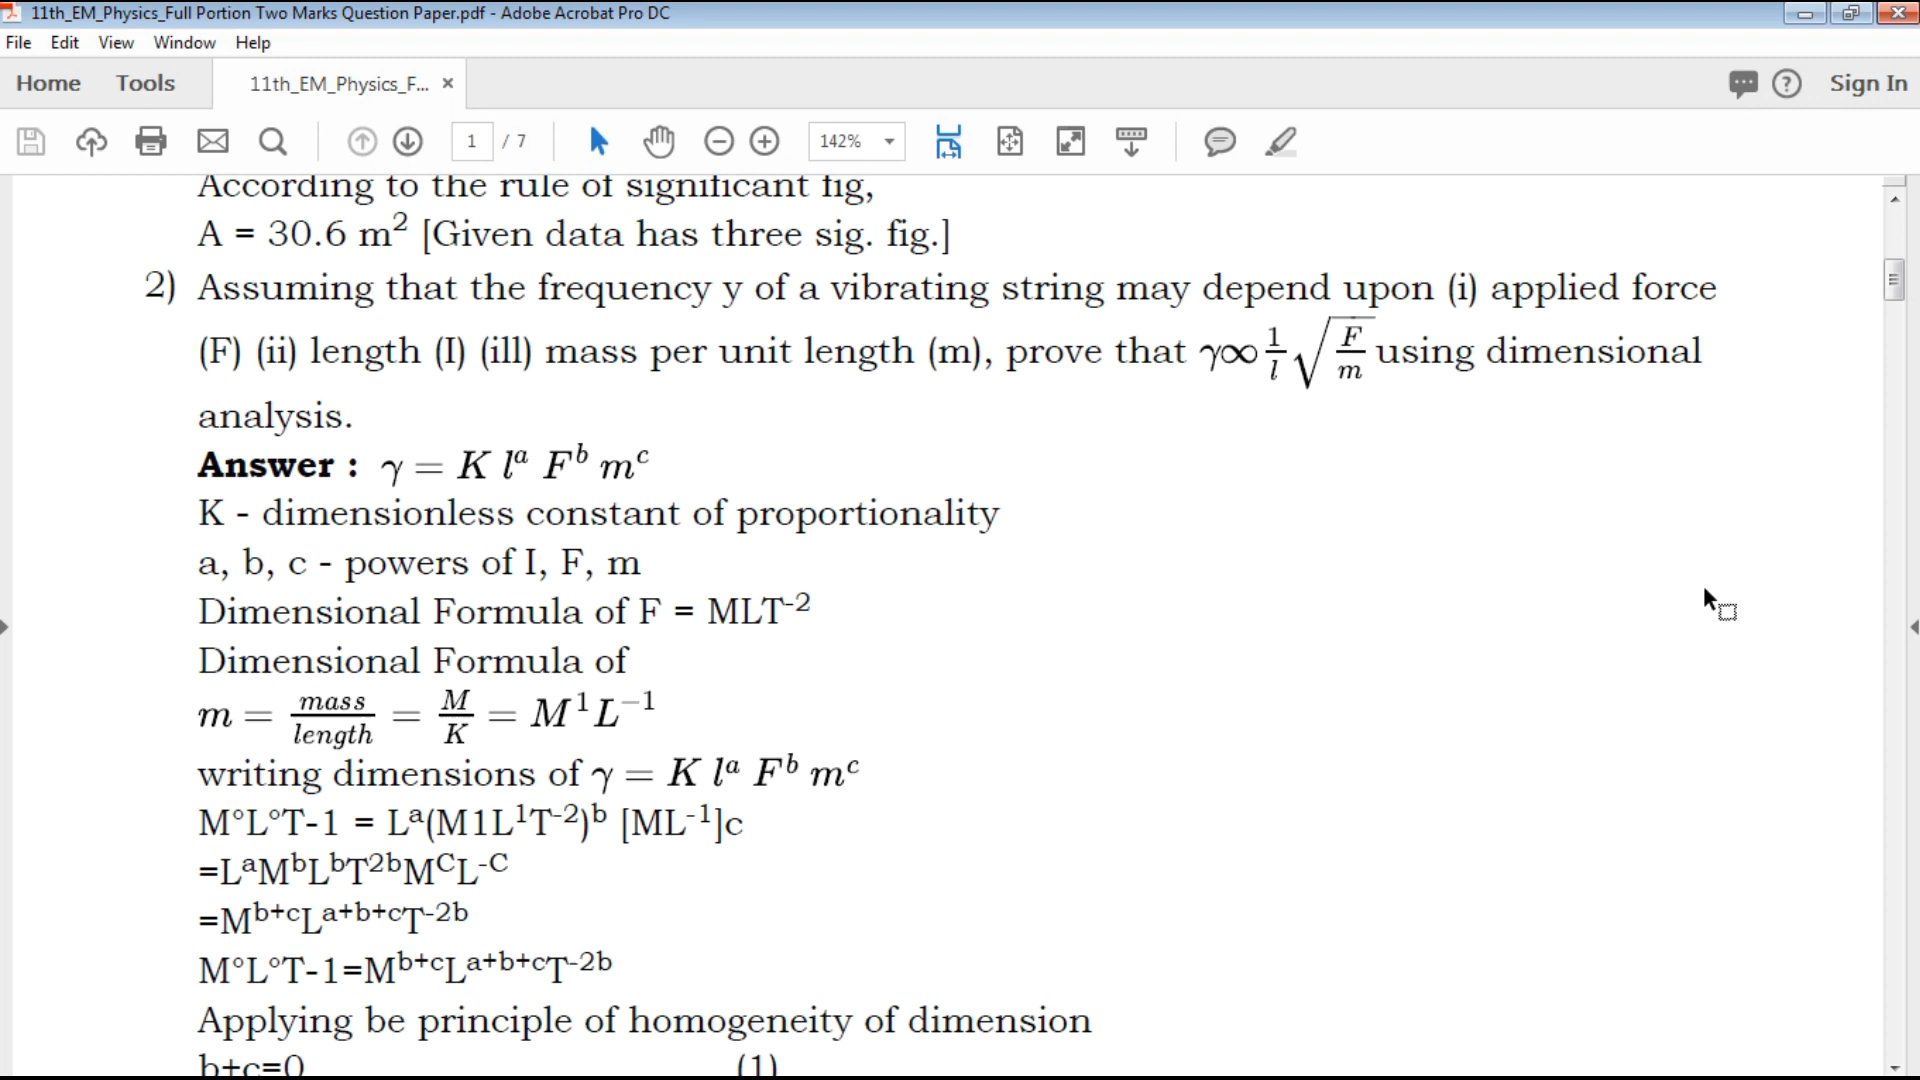 11th_EM_Physics_Full Portion Two Marks Question Paper.pdf - Adobe Acrobat Pro DC
File Edit View Window Help
Home Tools 11th_EM_Physics_F... × Sign In
1 / 7 142%
According to the rule of significant fig,
A = 30.6 m² [Given data has three sig. fig.]
2) Assuming that the frequency y of a vibrating string may depend upon (i) applied force
(F) (ii) length (I) (ill) mass per unit length (m), prove that γ∞ 1/l √(F/m) using dimensional
analysis.
Answer : γ = K lᵃ Fᵇ mᶜ
K - dimensionless constant of proportionality
a, b, c - powers of I, F, m
Dimensional Formula of F = MLT⁻²
Dimensional Formula of
m = mass/length = M/K = M¹L⁻¹
writing dimensions of γ = K lᵃ Fᵇ mᶜ
M°L°T-1 = Lᵃ(M1L¹T⁻²)ᵇ [ML⁻¹]c
=LᵃMᵇLᵇT²ᵇM^CL^-C
=M^b+cL^a+b+cT^-2b
M°L°T-1=M^b+cL^a+b+cT^-2b
Applying be principle of homogeneity of dimension
b+c=0 (1)